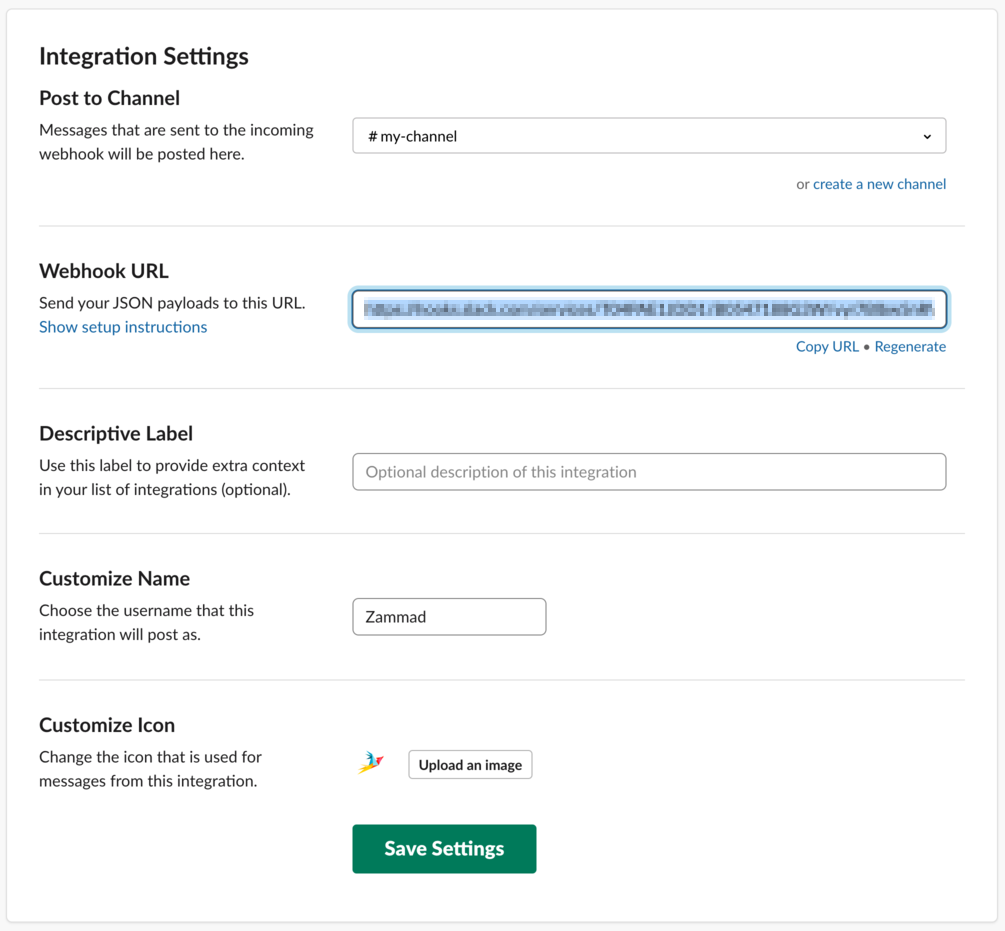 Integration Settings
Post to Channel
Messages that are sent to the incoming
webhook will be posted here.
# my-channel
or create a new channel
Webhook URL
Send your JSON payloads to this URL.
Show setup instructions
Copy URL • Regenerate
Descriptive Label
Use this label to provide extra context
in your list of integrations (optional).
Optional description of this integration
Customize Name
Choose the username that this
integration will post as.
Zammad
Customize Icon
Change the icon that is used for
messages from this integration.
Upload an image
Save Settings